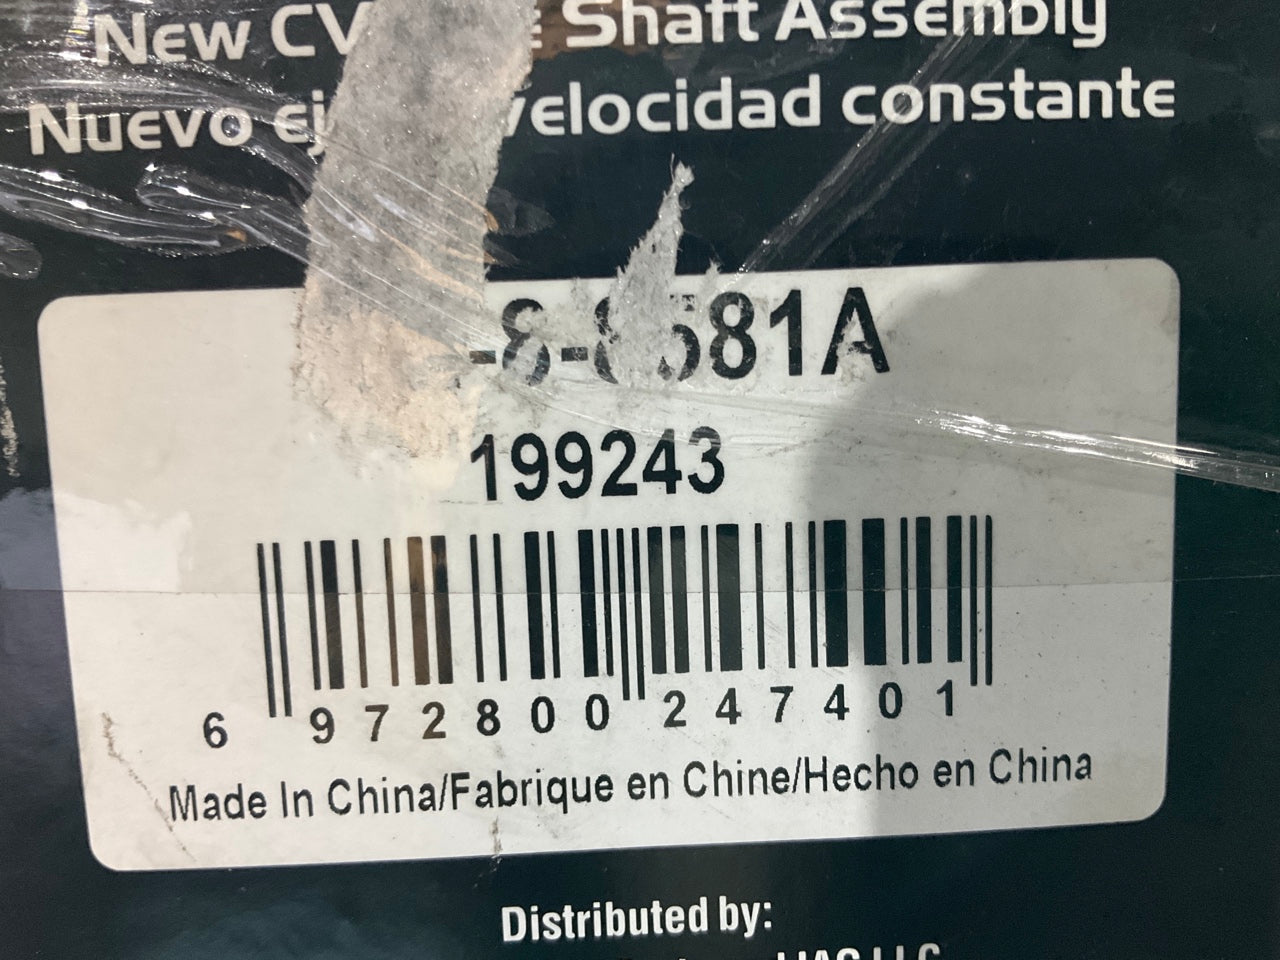 New CV Shaft Assembly
Nuevo velocidad constante
199243
6 972800 247401
Made In China/Fabrique en Chine/Hecho en China
Distributed by: